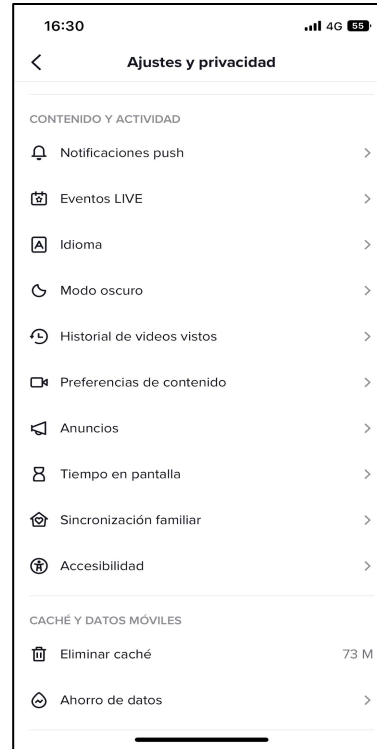 16:30 4G 55
Ajustes y privacidad
CONTENIDO Y ACTIVIDAD
Notificaciones push
Eventos LIVE
Idioma
Modo oscuro
Historial de videos vistos
Preferencias de contenido
Anuncios
Tiempo en pantalla
Sincronización familiar
Accesibilidad
CACHÉ Y DATOS MÓVILES
Eliminar caché 73 M
Ahorro de datos